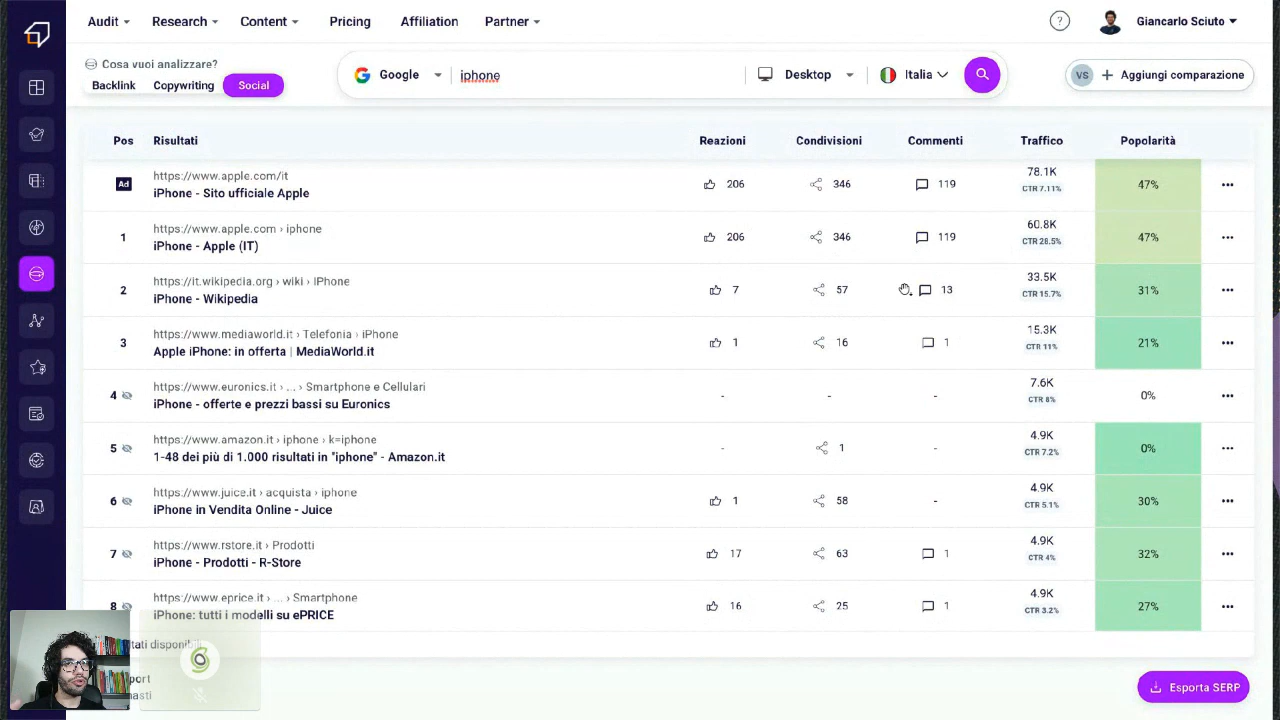 Audit Research Content Pricing Affiliation Partner ? Giancarlo Sciuto
Cosa vuoi analizzare?
Backlink Copywriting Social
Google iphone Desktop Italia
VS + Aggiungi comparazione
Pos Risultati Reazioni Condivisioni Commenti Traffico Popolarità
https://www.apple.com/it
Ad iPhone - Sito ufficiale Apple 206 346 119 78.1K CTR 7.11% 47%
https://www.apple.com › iphone
1 iPhone - Apple (IT) 206 346 119 60.8K CTR 28.5% 47%
https://it.wikipedia.org › wiki › IPhone
2 iPhone - Wikipedia 7 57 13 33.5K CTR 15.7% 31%
https://www.mediaworld.it › Telefonia › iPhone
3 Apple iPhone: in offerta | MediaWorld.it 1 16 1 15.3K CTR 11% 21%
https://www.euronics.it › ... › Smartphone e Cellulari
4 iPhone - offerte e prezzi bassi su Euronics - - - 7.6K CTR 8% 0%
https://www.amazon.it › iphone › k=iphone
5 1-48 dei più di 1.000 risultati in "iphone" - Amazon.it - 1 - 4.9K CTR 7.2% 0%
https://www.juice.it › acquista › iphone
6 iPhone in Vendita Online - Juice 1 58 - 4.9K CTR 5.1% 30%
https://www.rstore.it › Prodotti
7 iPhone - Prodotti - R-Store 17 63 1 4.9K CTR 4% 32%
https://www.eprice.it › ... › Smartphone
8 iPhone: tutti i modelli su ePRICE 16 25 1 4.9K CTR 3.2% 27%
tati disponibili
port
nasti
Esporta SERP